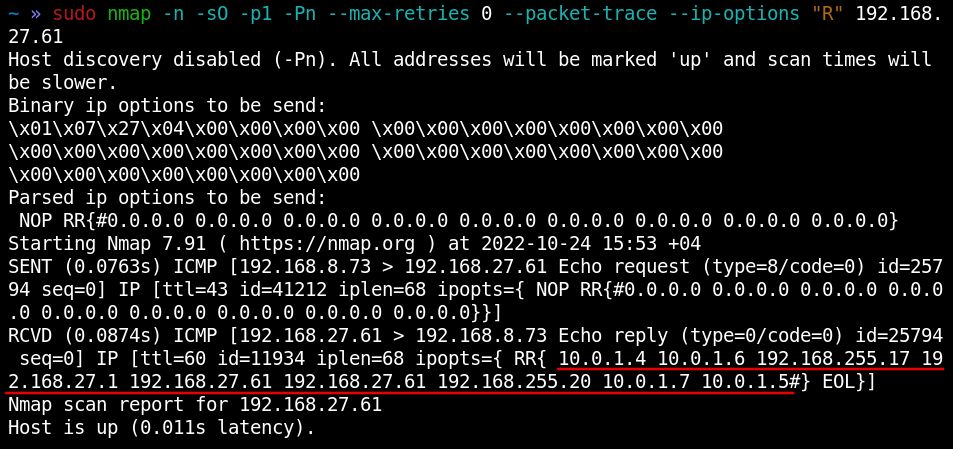 ~ » sudo nmap -n -sO -p1 -Pn --max-retries 0 --packet-trace --ip-options "R" 192.168.
27.61
Host discovery disabled (-Pn). All addresses will be marked 'up' and scan times will
be slower.
Binary ip options to be send:
\x01\x07\x27\x04\x00\x00\x00\x00 \x00\x00\x00\x00\x00\x00\x00\x00
\x00\x00\x00\x00\x00\x00\x00\x00 \x00\x00\x00\x00\x00\x00\x00\x00
\x00\x00\x00\x00\x00\x00\x00\x00
Parsed ip options to be send:
 NOP RR{#0.0.0.0 0.0.0.0 0.0.0.0 0.0.0.0 0.0.0.0 0.0.0.0 0.0.0.0 0.0.0.0 0.0.0.0}
Starting Nmap 7.91 ( https://nmap.org ) at 2022-10-24 15:53 +04
SENT (0.0763s) ICMP [192.168.8.73 > 192.168.27.61 Echo request (type=8/code=0) id=257
94 seq=0] IP [ttl=43 id=41212 iplen=68 ipopts={ NOP RR{#0.0.0.0 0.0.0.0 0.0.0.0 0.0.0
.0 0.0.0.0 0.0.0.0 0.0.0.0 0.0.0.0 0.0.0.0}}]
RCVD (0.0874s) ICMP [192.168.27.61 > 192.168.8.73 Echo reply (type=0/code=0) id=25794
 seq=0] IP [ttl=60 id=11934 iplen=68 ipopts={ RR{ 10.0.1.4 10.0.1.6 192.168.255.17 19
2.168.27.1 192.168.27.61 192.168.27.61 192.168.255.20 10.0.1.7 10.0.1.5#} EOL}]
Nmap scan report for 192.168.27.61
Host is up (0.011s latency).